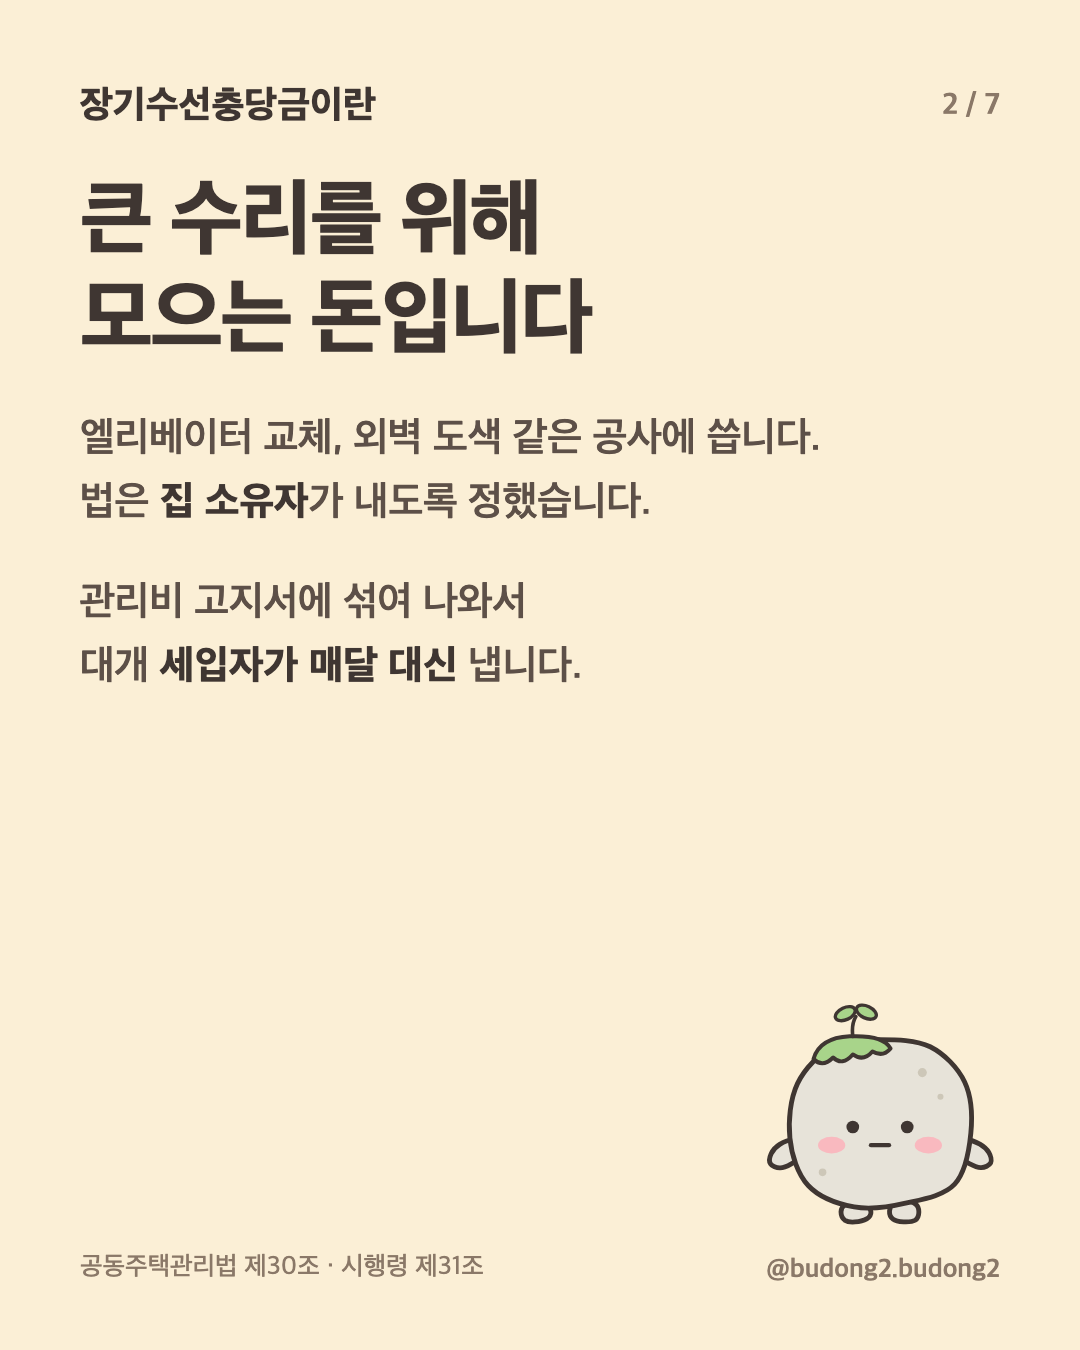 장기수선충당금이란
2 / 7
큰 수리를 위해
모으는 돈입니다
엘리베이터 교체, 외벽 도색 같은 공사에 씁니다.
법은 집 소유자가 내도록 정했습니다.
관리비 고지서에 섞여 나와서
대개 세입자가 매달 대신 냅니다.
공동주택관리법 제30조 · 시행령 제31조
@budong2.budong2